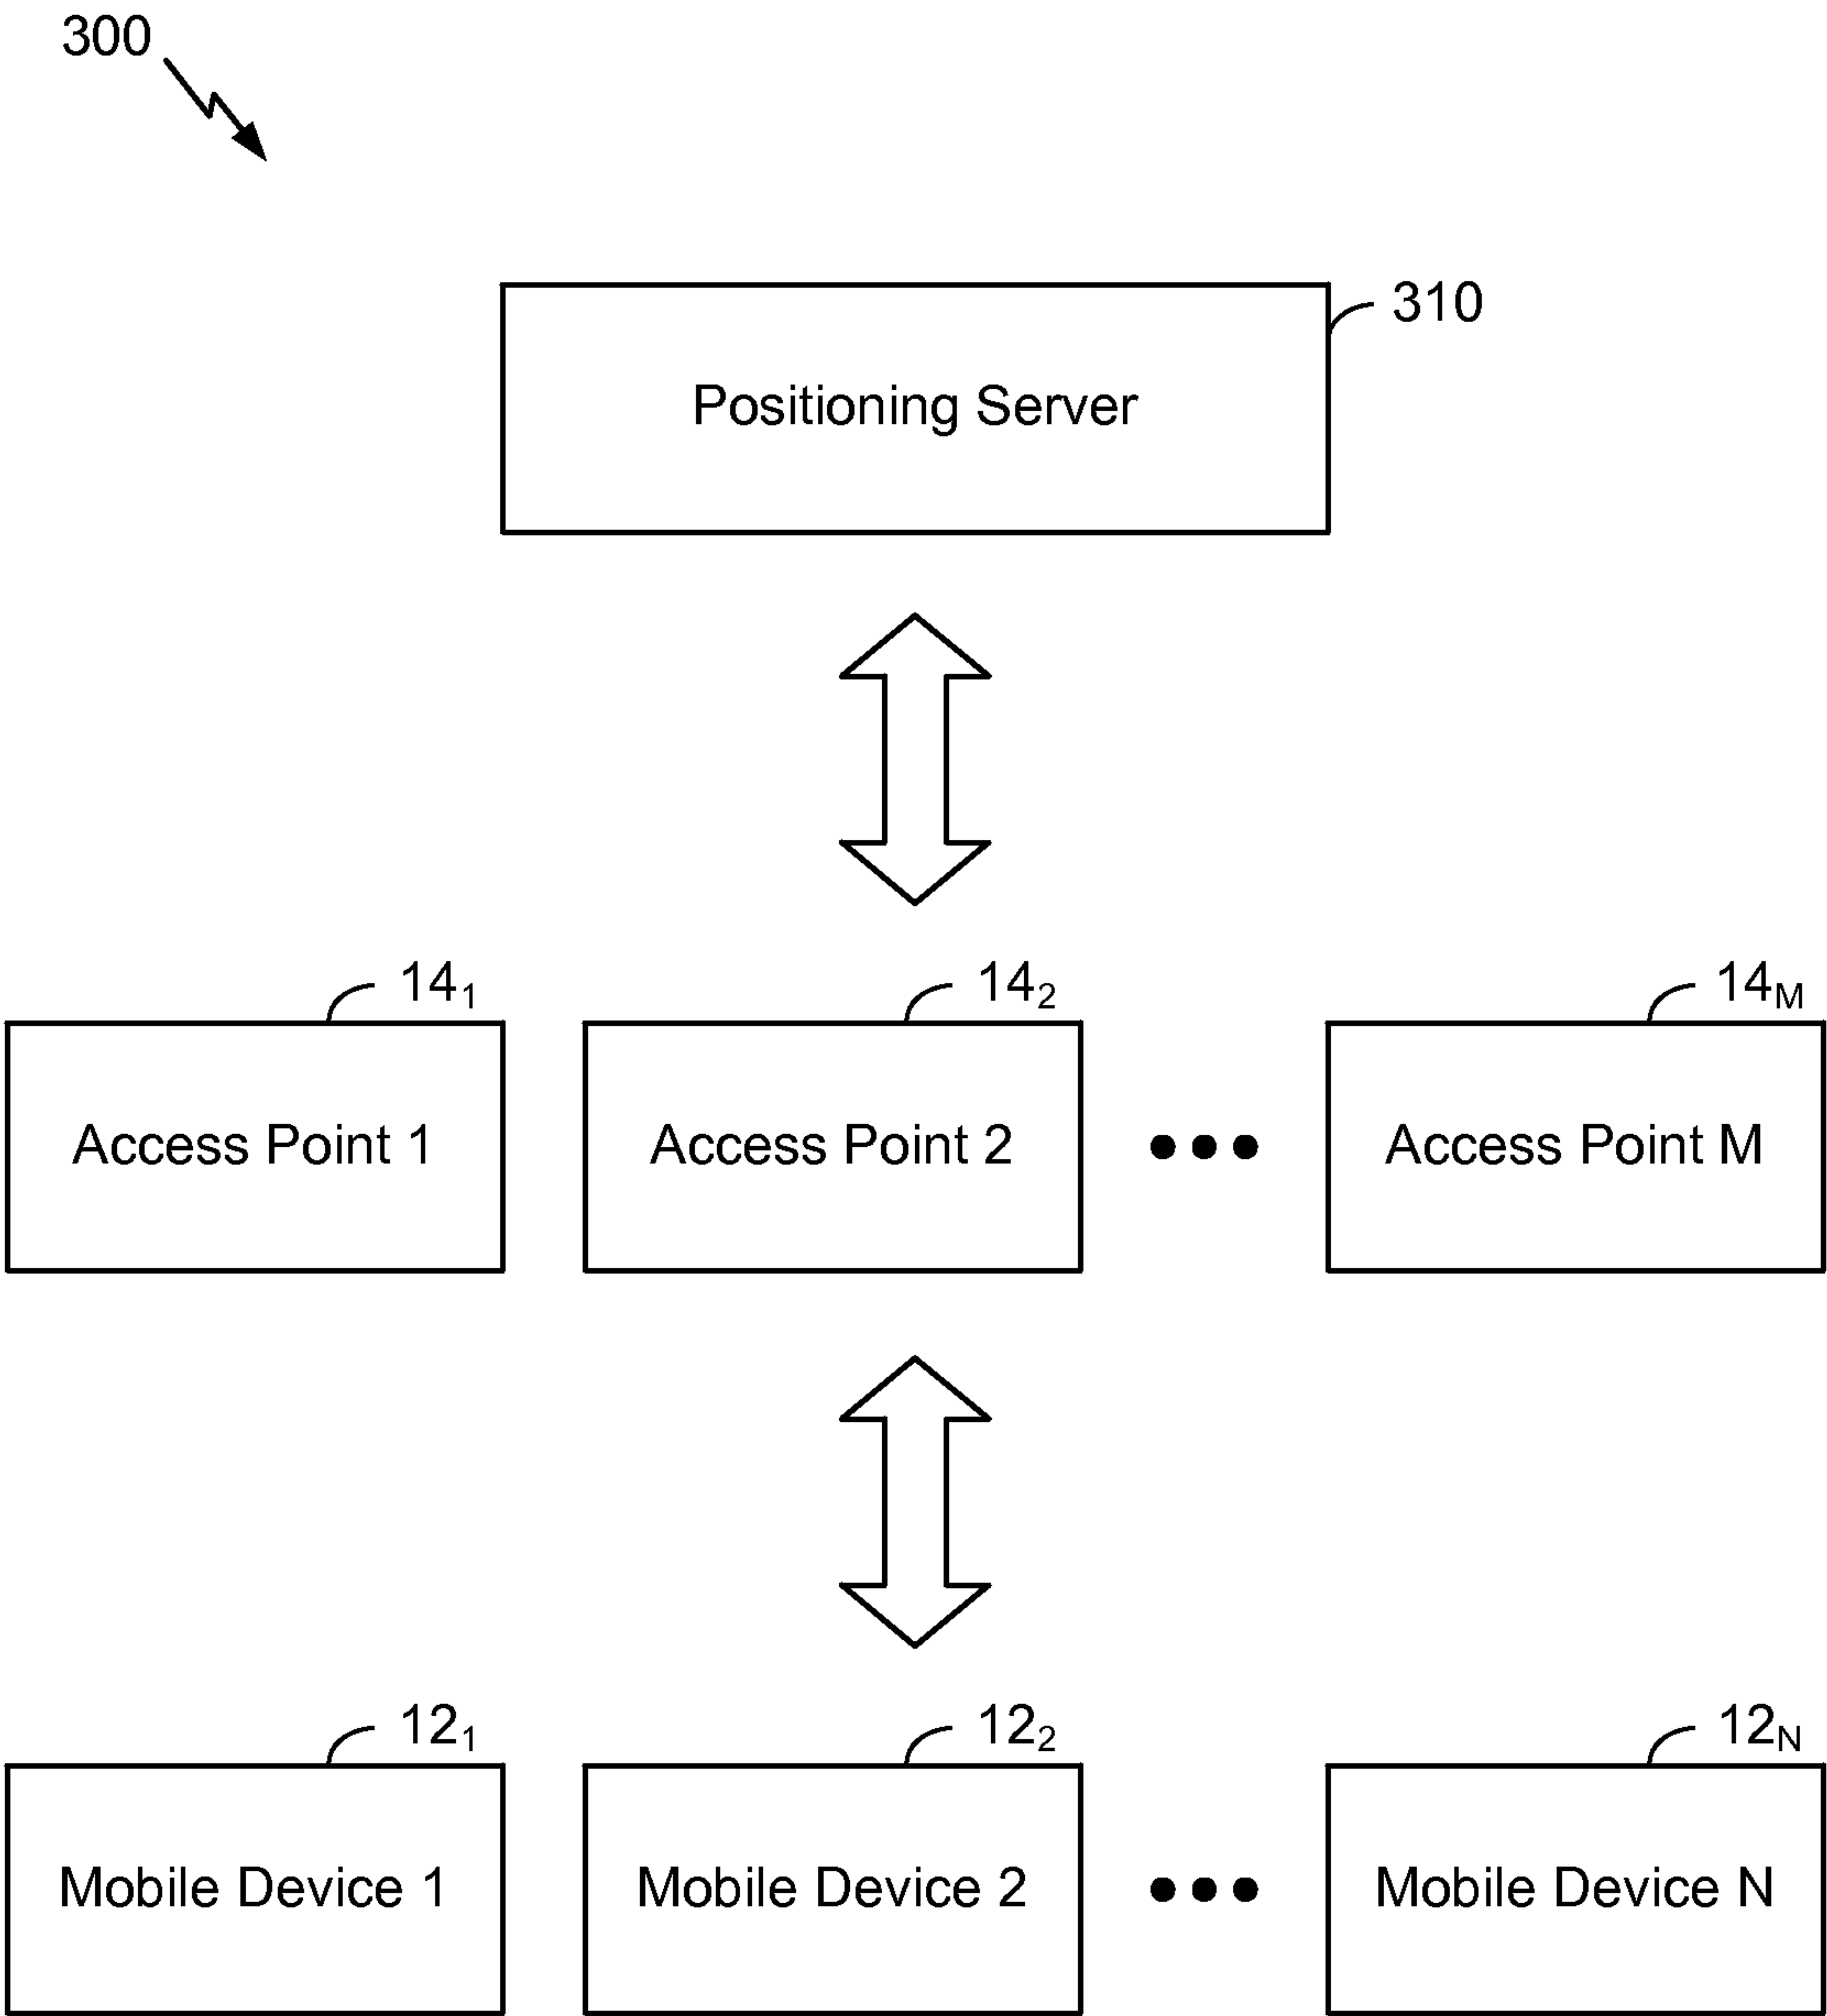 300
310
Positioning Server
14₁ 14₂ 14M
Access Point 1 Access Point 2 ••• Access Point M
12₁ 12₂ 12N
Mobile Device 1 Mobile Device 2 ••• Mobile Device N